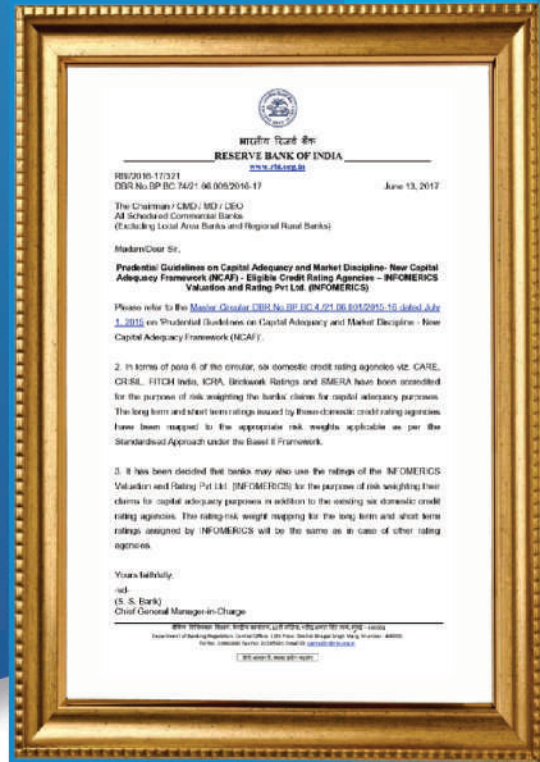 भारतीय रिज़र्व बैंक
RESERVE BANK OF INDIA
www.rbi.org.in
RBI/2016-17/321
DBR.No.BP.BC.74/21.06.009/2016-17 June 13, 2017
The Chairman / CMD / MD / CEO
All Scheduled Commercial Banks
(Excluding Local Area Banks and Regional Rural Banks)
Madam/Dear Sir,
Prudential Guidelines on Capital Adequacy and Market Discipline- New Capital
Adequacy Framework (NCAF) - Eligible Credit Rating Agencies – INFOMERICS
Valuation and Rating Pvt Ltd. (INFOMERICS)
Please refer to the Master Circular DBR.No.BP.BC.4./21.06.001/2015-16 dated July
1, 2015 on 'Prudential Guidelines on Capital Adequacy and Market Discipline - New
Capital Adequacy Framework (NCAF)'.
2. In terms of para 6 of the circular, six domestic credit rating agencies viz. CARE,
CRISIL, FITCH India, ICRA, Brickwork Ratings and SMERA have been accredited
for the purpose of risk weighting the banks' claims for capital adequacy purposes.
The long term and short term ratings issued by these domestic credit rating agencies
have been mapped to the appropriate risk weights applicable as per the
Standardised Approach under the Basel II Framework.
3. It has been decided that banks may also use the ratings of the INFOMERICS
Valuation and Rating Pvt Ltd. (INFOMERICS) for the purpose of risk weighting their
claims for capital adequacy purposes in addition to the existing six domestic credit
rating agencies. The rating-risk weight mapping for the long term and short term
ratings assigned by INFOMERICS will be the same as in case of other rating
agencies.
Yours faithfully,
-sd-
(S. S. Barik)
Chief General Manager-in-Charge